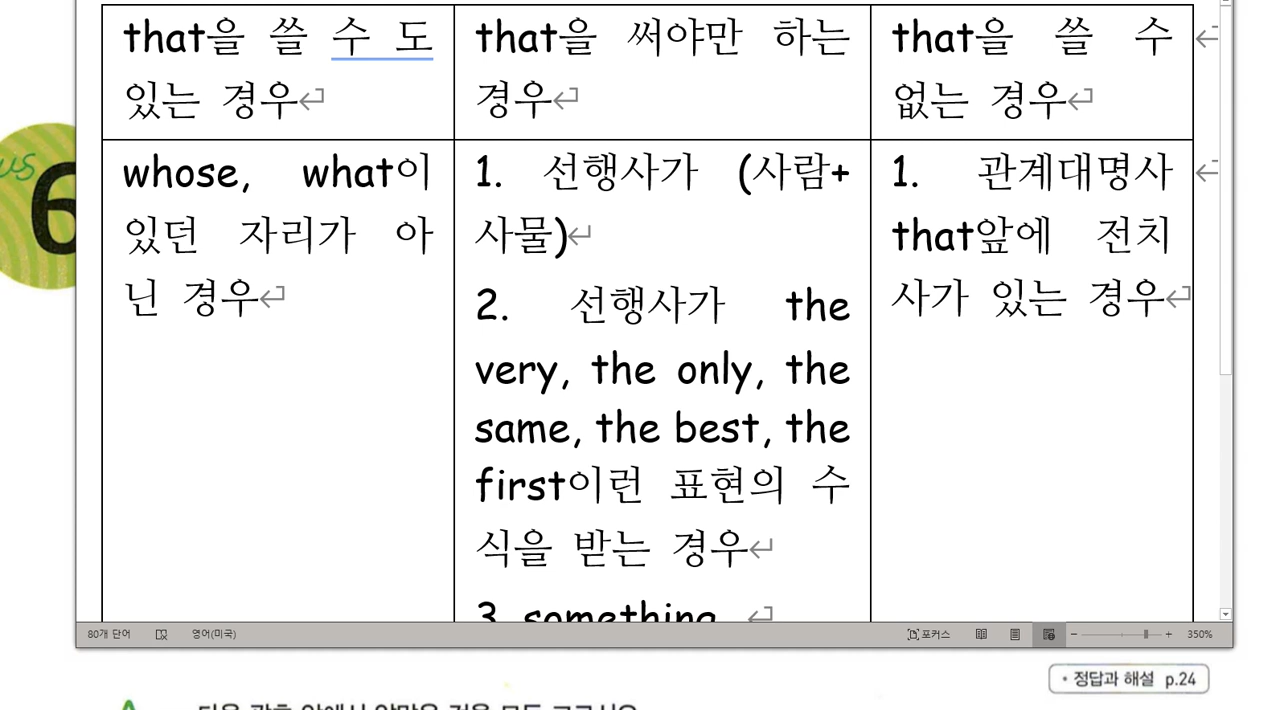 that을 쓸 수 도
있는 경우
that을 써야만 하는
경우
that을 쓸 수
없는 경우
whose, what이
있던 자리가 아
닌 경우
1. 선행사가 (사람+
사물)
2. 선행사가 the
very, the only, the
same, the best, the
first이런 표현의 수
식을 받는 경우
3. something
1. 관계대명사
that앞에 전치
사가 있는 경우
us
6
80개 단어 영어(미국) 포커스 350%
• 정답과 해설 p.24
A